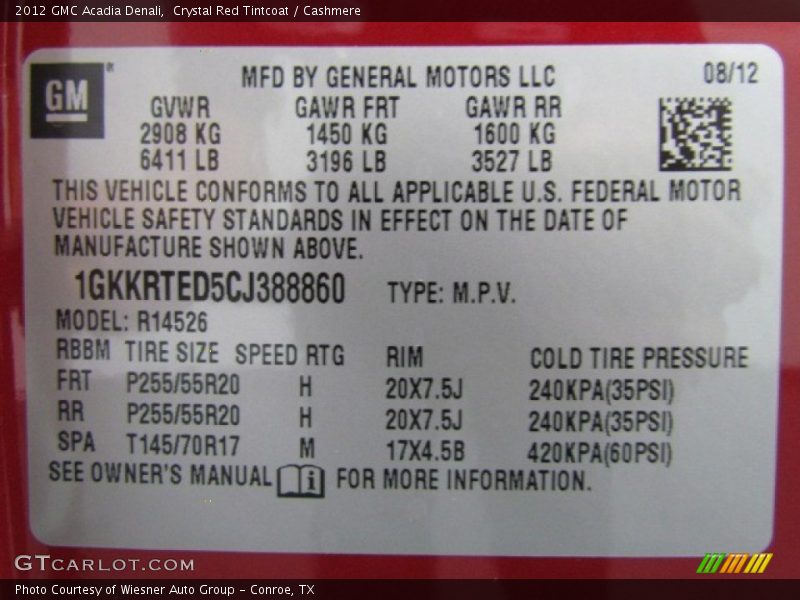 2012 GMC Acadia Denali,  Crystal Red Tintcoat / Cashmere
GM
MFD BY GENERAL MOTORS LLC 08/12
GVWR GAWR FRT GAWR RR
2908 KG 1450 KG 1600 KG
6411 LB 3196 LB 3527 LB
THIS VEHICLE CONFORMS TO ALL APPLICABLE U.S. FEDERAL MOTOR
VEHICLE SAFETY STANDARDS IN EFFECT ON THE DATE OF
MANUFACTURE SHOWN ABOVE.
1GKKRTED5CJ388860 TYPE: M.P.V.
MODEL: R14526
RBBM TIRE SIZE SPEED RTG RIM COLD TIRE PRESSURE
FRT P255/55R20 H 20X7.5J 240KPA(35PSI)
RR P255/55R20 H 20X7.5J 240KPA(35PSI)
SPA T145/70R17 M 17X4.5B 420KPA(60PSI)
SEE OWNER'S MANUAL i FOR MORE INFORMATION.
GTCARLOT.COM
Photo Courtesy of Wiesner Auto Group - Conroe, TX